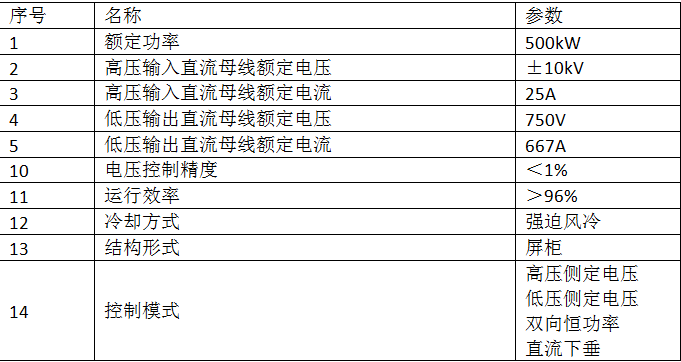 序号 名称 参数
1 额定功率 500kW
2 高压输入直流母线额定电压 ±10kV
3 高压输入直流母线额定电流 25A
4 低压输出直流母线额定电压 750V
5 低压输出直流母线额定电流 667A
10 电压控制精度 ＜1%
11 运行效率 ＞96%
12 冷却方式 强迫风冷
13 结构形式 屏柜
14 控制模式 高压侧定电压
低压侧定电压
双向恒功率
直流下垂